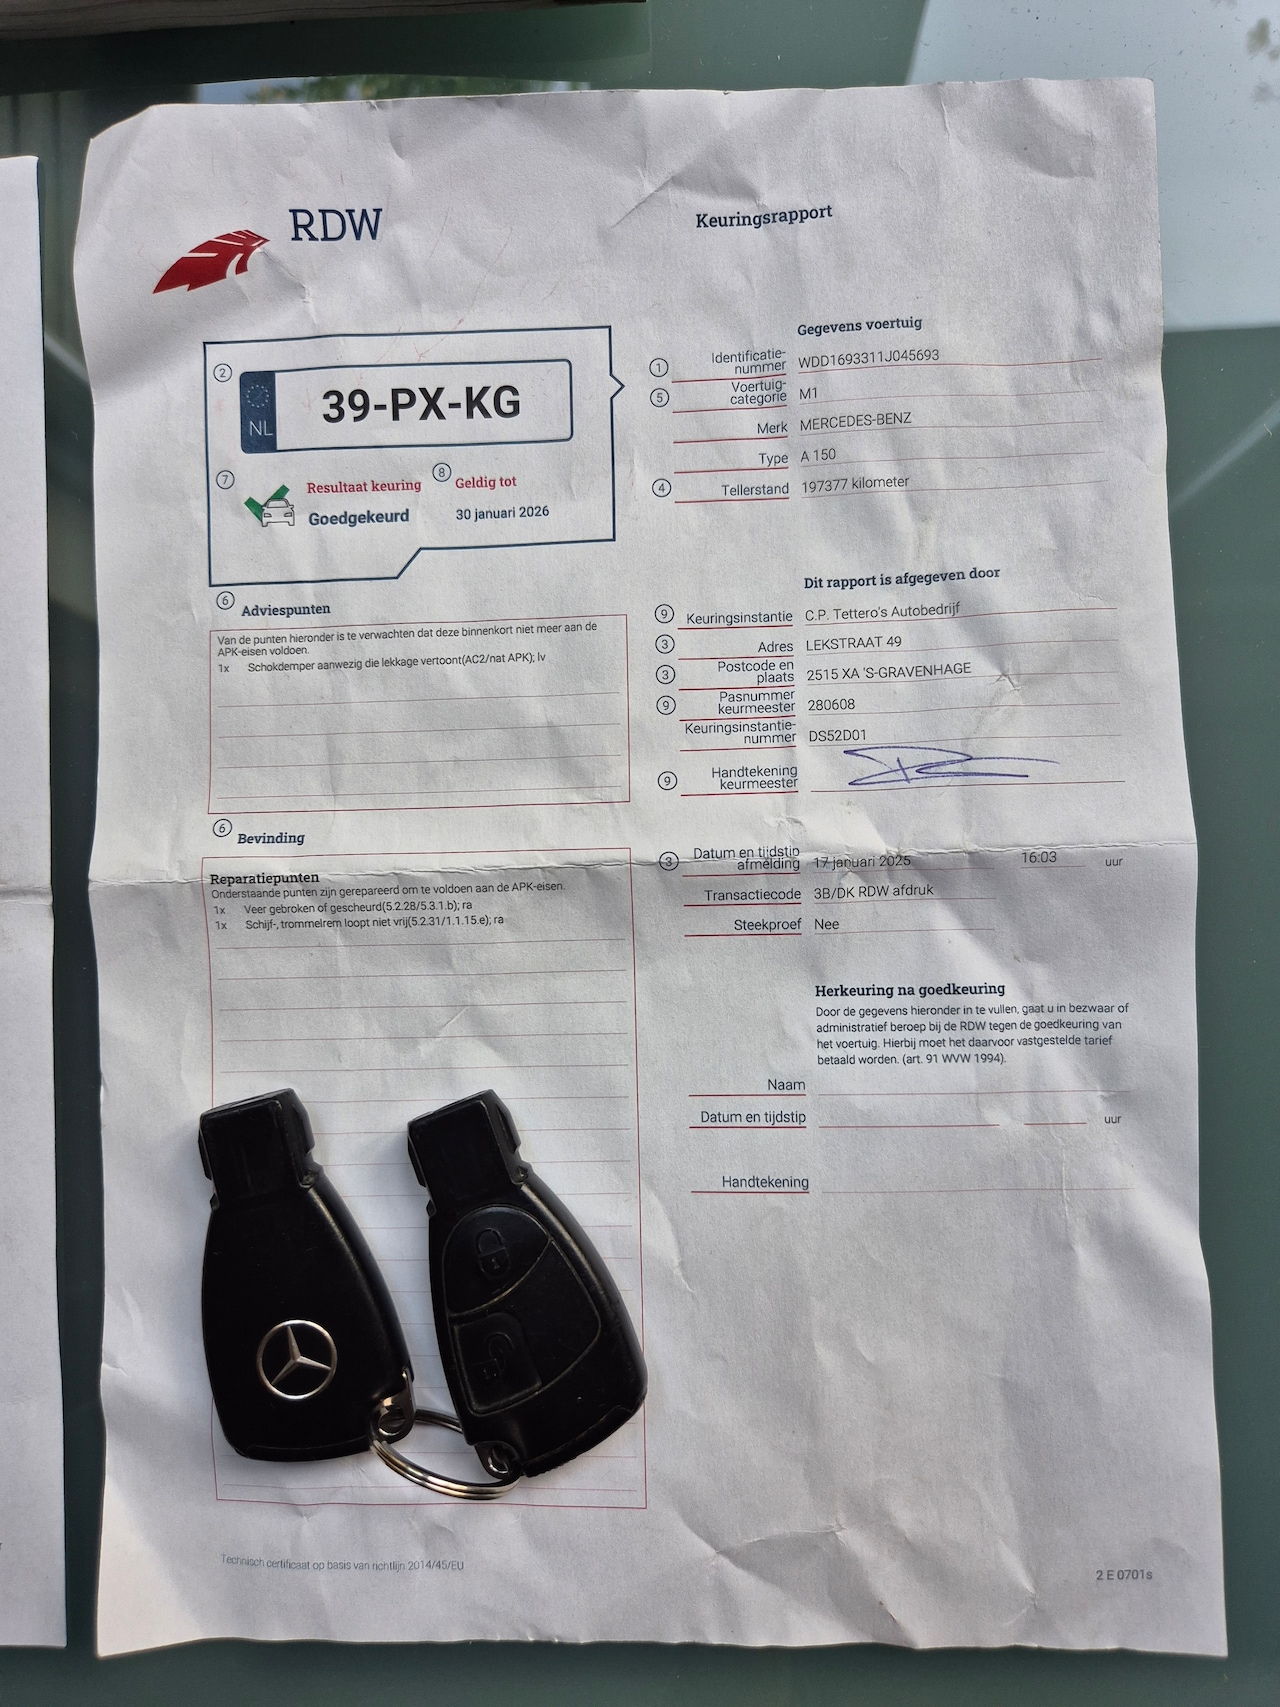 RDW
Keuringsrapport
2
NL
39-PX-KG
7
Resultaat keuring
Goedgekeurd
8
Geldig tot
30 januari 2026
6 Adviespunten
Van de punten hieronder is te verwachten dat deze binnenkort niet meer aan de
APK-eisen voldoen.
1x Schokdemper aanwezig die lekkage vertoont(AC2/nat APK); lv
6 Bevinding
Reparatiepunten
Onderstaande punten zijn gerepareerd om te voldoen aan de APK-eisen.
1x Veer gebroken of gescheurd(5.2.28/5.3.1.b); ra
1x Schijf-, trommelrem loopt niet vrij(5.2.31/1.1.15.e); ra
Gegevens voertuig
1 Identificatie-
nummer WDD1693311J045693
5 Voertuig-
categorie M1
Merk MERCEDES-BENZ
Type A 150
4 Tellerstand 197377 kilometer
Dit rapport is afgegeven door
9 Keuringsinstantie C.P. Tettero's Autobedrijf
3 Adres LEKSTRAAT 49
3 Postcode en
plaats 2515 XA 'S-GRAVENHAGE
9 Pasnummer
keurmeester 280608
Keuringsinstantie-
nummer DS52D01
9 Handtekening
keurmeester
3 Datum en tijdstip
afmelding 17 januari 2025 16:03 uur
Transactiecode 3B/DK RDW afdruk
Steekproef Nee
Herkeuring na goedkeuring
Door de gegevens hieronder in te vullen, gaat u in bezwaar of
administratief beroep bij de RDW tegen de goedkeuring van
het voertuig. Hierbij moet het daarvoor vastgestelde tarief
betaald worden. (art. 91 WVW 1994).
Naam
Datum en tijdstip uur
Handtekening
Technisch certificaat op basis van richtlijn 2014/45/EU
2 E 0701s